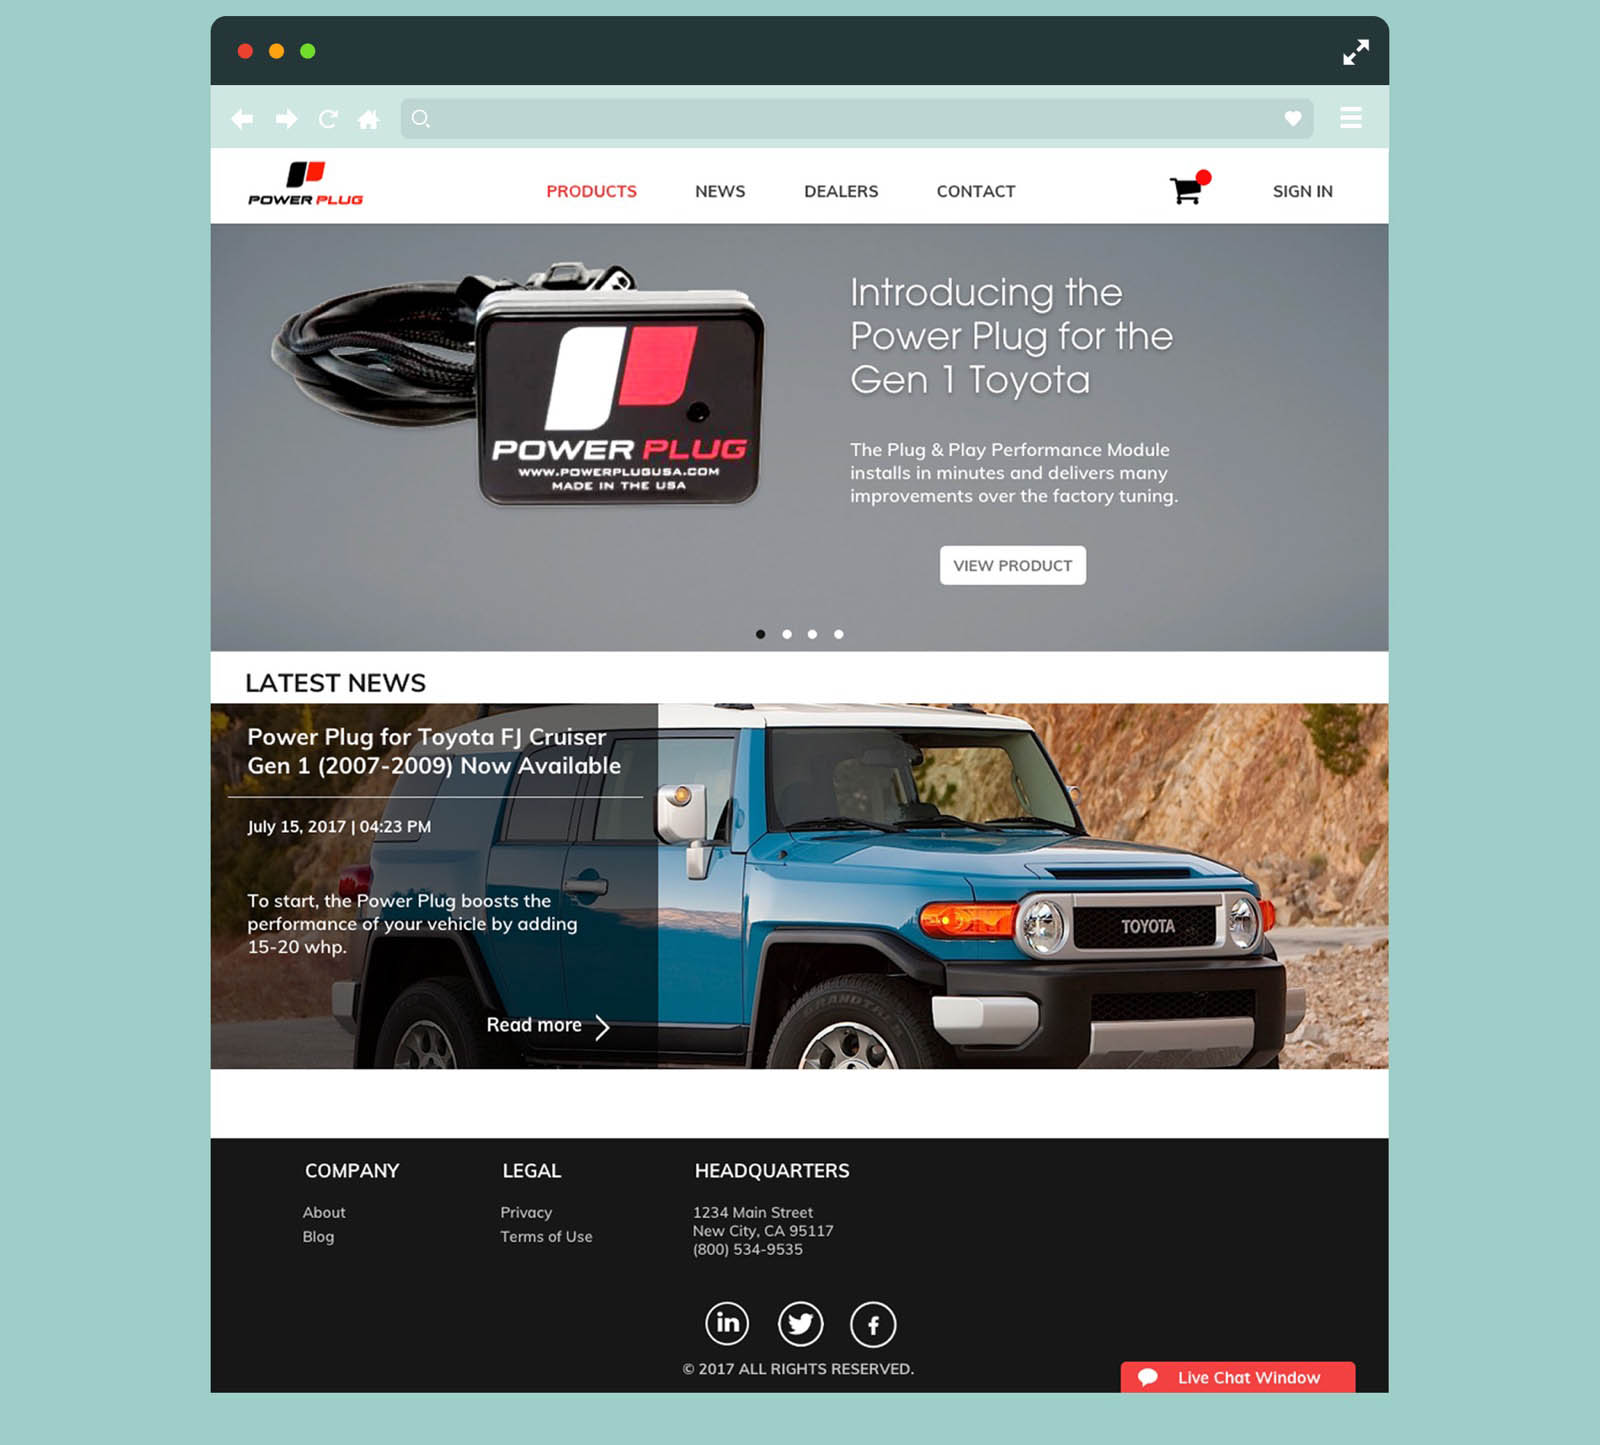 POWER PLUG
PRODUCTS
NEWS
DEALERS
CONTACT
SIGN IN
POWER PLUG
WWW.POWERPLUGUSA.COM
MADE IN THE USA
Introducing the
Power Plug for the
Gen 1 Toyota
The Plug & Play Performance Module
installs in minutes and delivers many
improvements over the factory tuning.
VIEW PRODUCT
LATEST NEWS
Power Plug for Toyota FJ Cruiser
Gen 1 (2007-2009) Now Available
July 15, 2017 | 04:23 PM
To start, the Power Plug boosts the
performance of your vehicle by adding
15-20 whp.
Read more
TOYOTA
COMPANY
About
Blog
LEGAL
Privacy
Terms of Use
HEADQUARTERS
1234 Main Street
New City, CA 95117
(800) 534-9535
in
f
© 2017 ALL RIGHTS RESERVED.
Live Chat Window